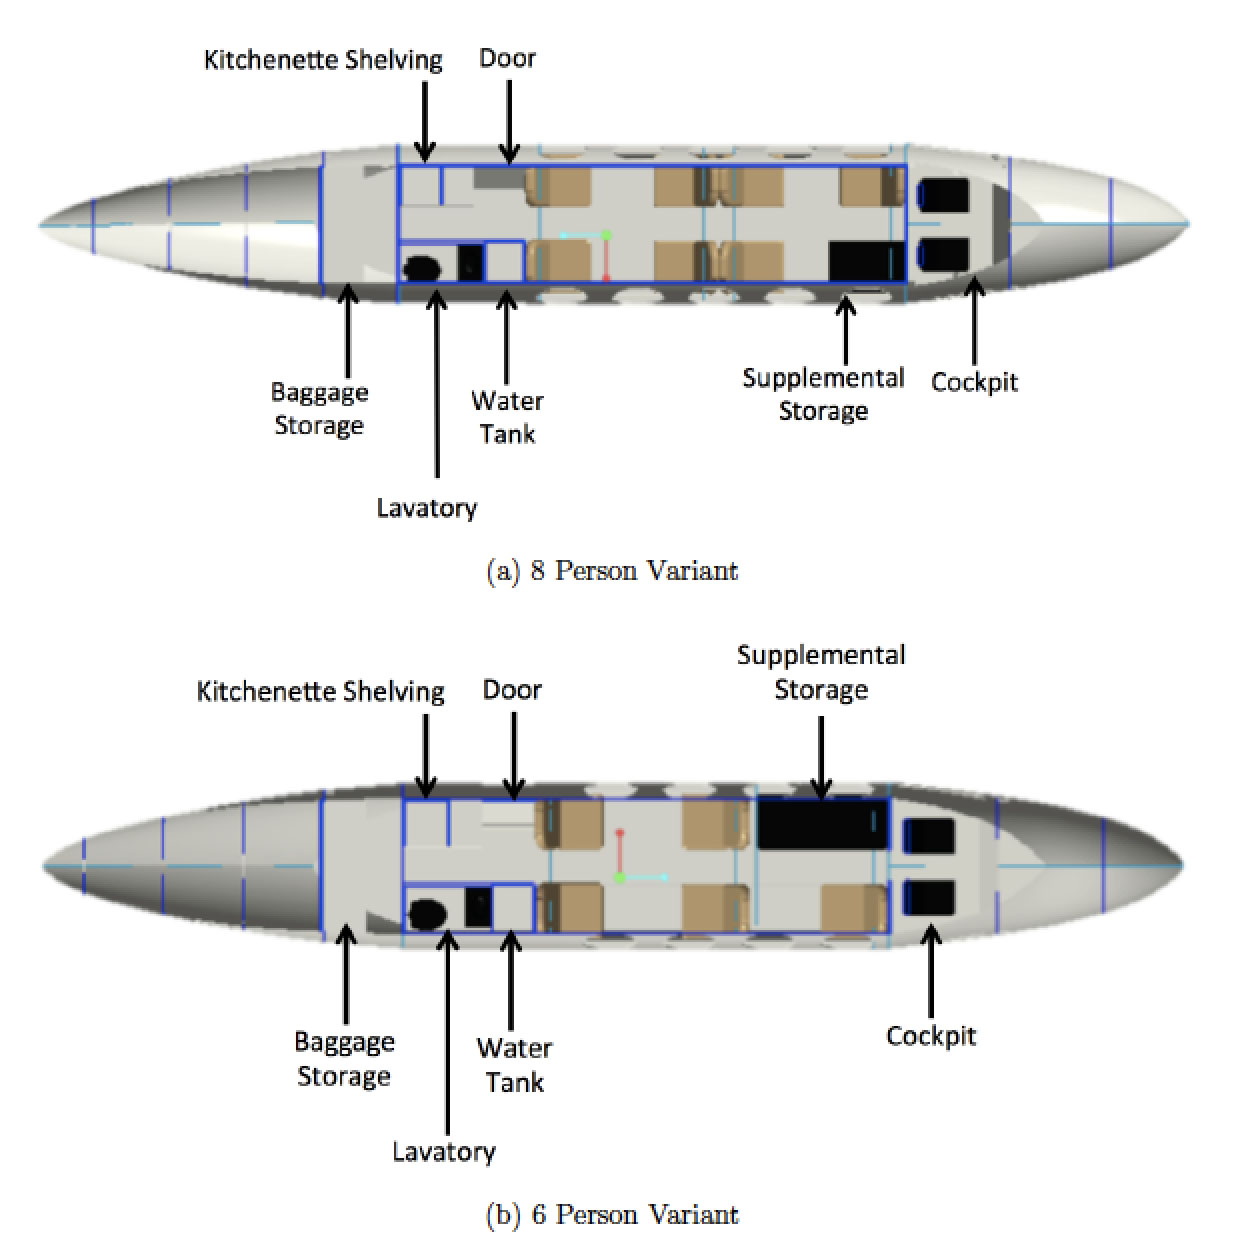 Kitchenette Shelving
Door
Baggage
Storage
Lavatory
Water
Tank
Supplemental
Storage
Cockpit
(a) 8 Person Variant
Supplemental
Storage
Kitchenette Shelving
Door
Baggage
Storage
Lavatory
Water
Tank
Cockpit
(b) 6 Person Variant